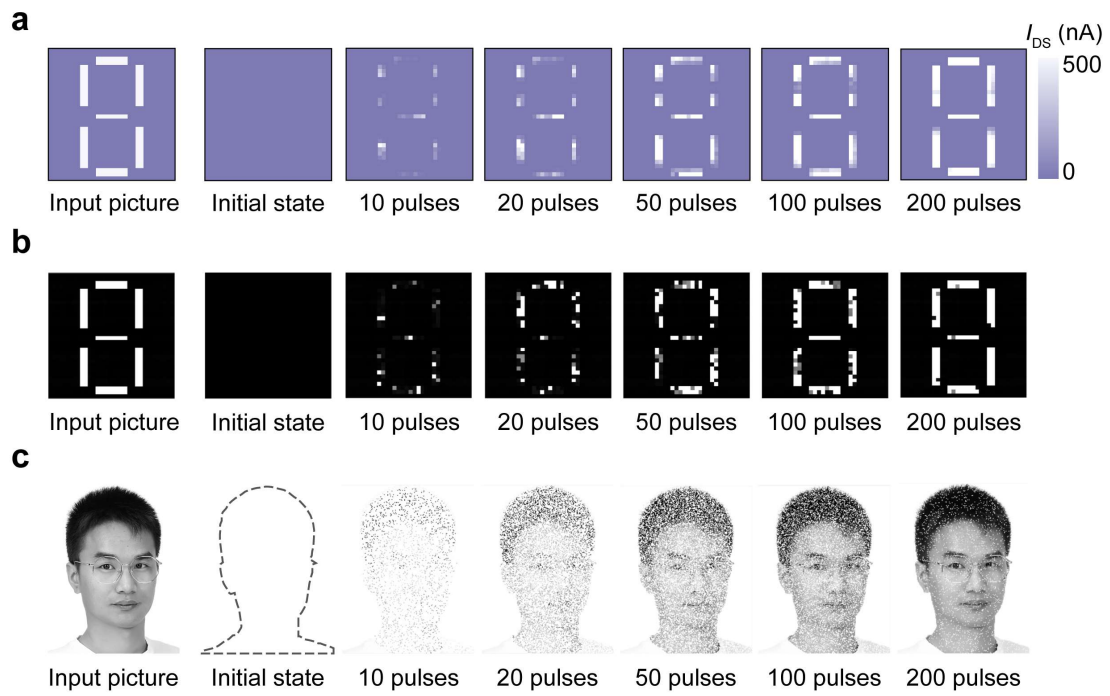 a
I_DS (nA)
500
0
Input picture Initial state 10 pulses 20 pulses 50 pulses 100 pulses 200 pulses
b
Input picture Initial state 10 pulses 20 pulses 50 pulses 100 pulses 200 pulses
c
Input picture Initial state 10 pulses 20 pulses 50 pulses 100 pulses 200 pulses